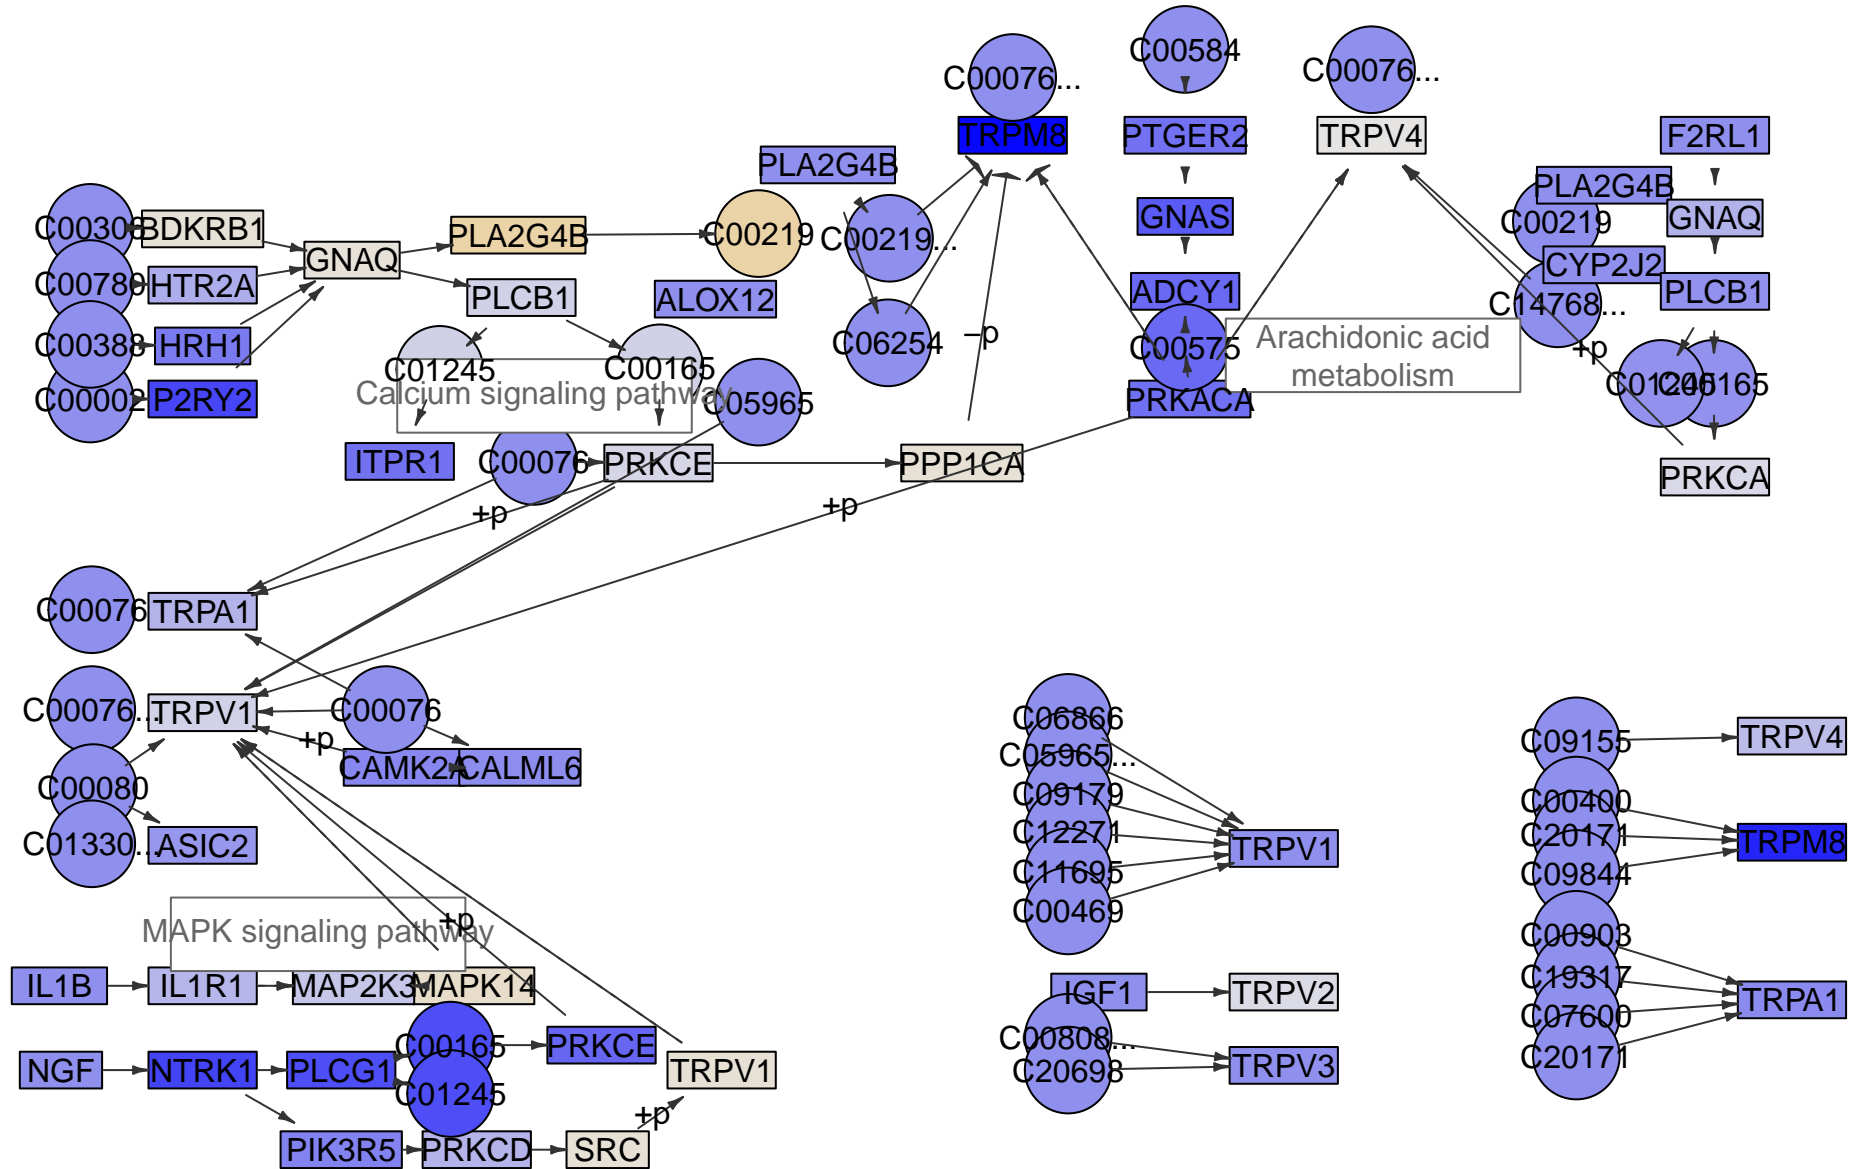 C00584
C00076...
C00076...
TRPM8
PTGER2
TRPV4
F2RL1
PLA2G4B
PLA2G4B
C00219
GNAS
GNAQ
BDKRB1
PLA2G4B
C00219
C00219...
GNAQ
CYP2J2
C00780
HTR2A
PLCB1
ALOX12
ADCY1
C14768...
PLCB1
C00388
HRH1
C06254
–p
C00575
Arachidonic acid
metabolism
+p
C01245
C00165
Calcium signaling pathway
C00002
P2RY2
C05965
PRKACA
C01245
C00165
ITPR1
C00076
PRKCE
PPP1CA
PRKCA
+p
+p
C00076
TRPA1
C00076...
TRPV1
C00076
+p
CAMK2A
CALML6
C00080
C01330...
ASIC2
C06866
C05965...
C09179
C12271
C11695
C00469
TRPV1
C09155
TRPV4
C00400
C20171
C09844
TRPM8
MAPK signaling pathway
+p
C00903
C19317
C07600
C20171
TRPA1
IL1B
IL1R1
MAP2K3
MAPK14
IGF1
TRPV2
C00165
PRKCE
C00808...
C20698
TRPV3
NGF
NTRK1
PLCG1
C01245
TRPV1
+p
PIK3R5
PRKCD
SRC